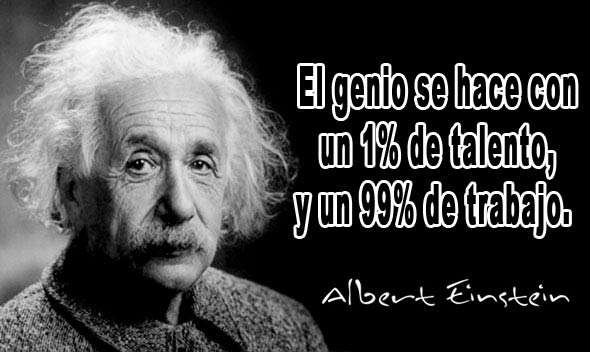 El genio se hace con
un 1% de talento,
y un 99% de trabajo.
Albert Einstein